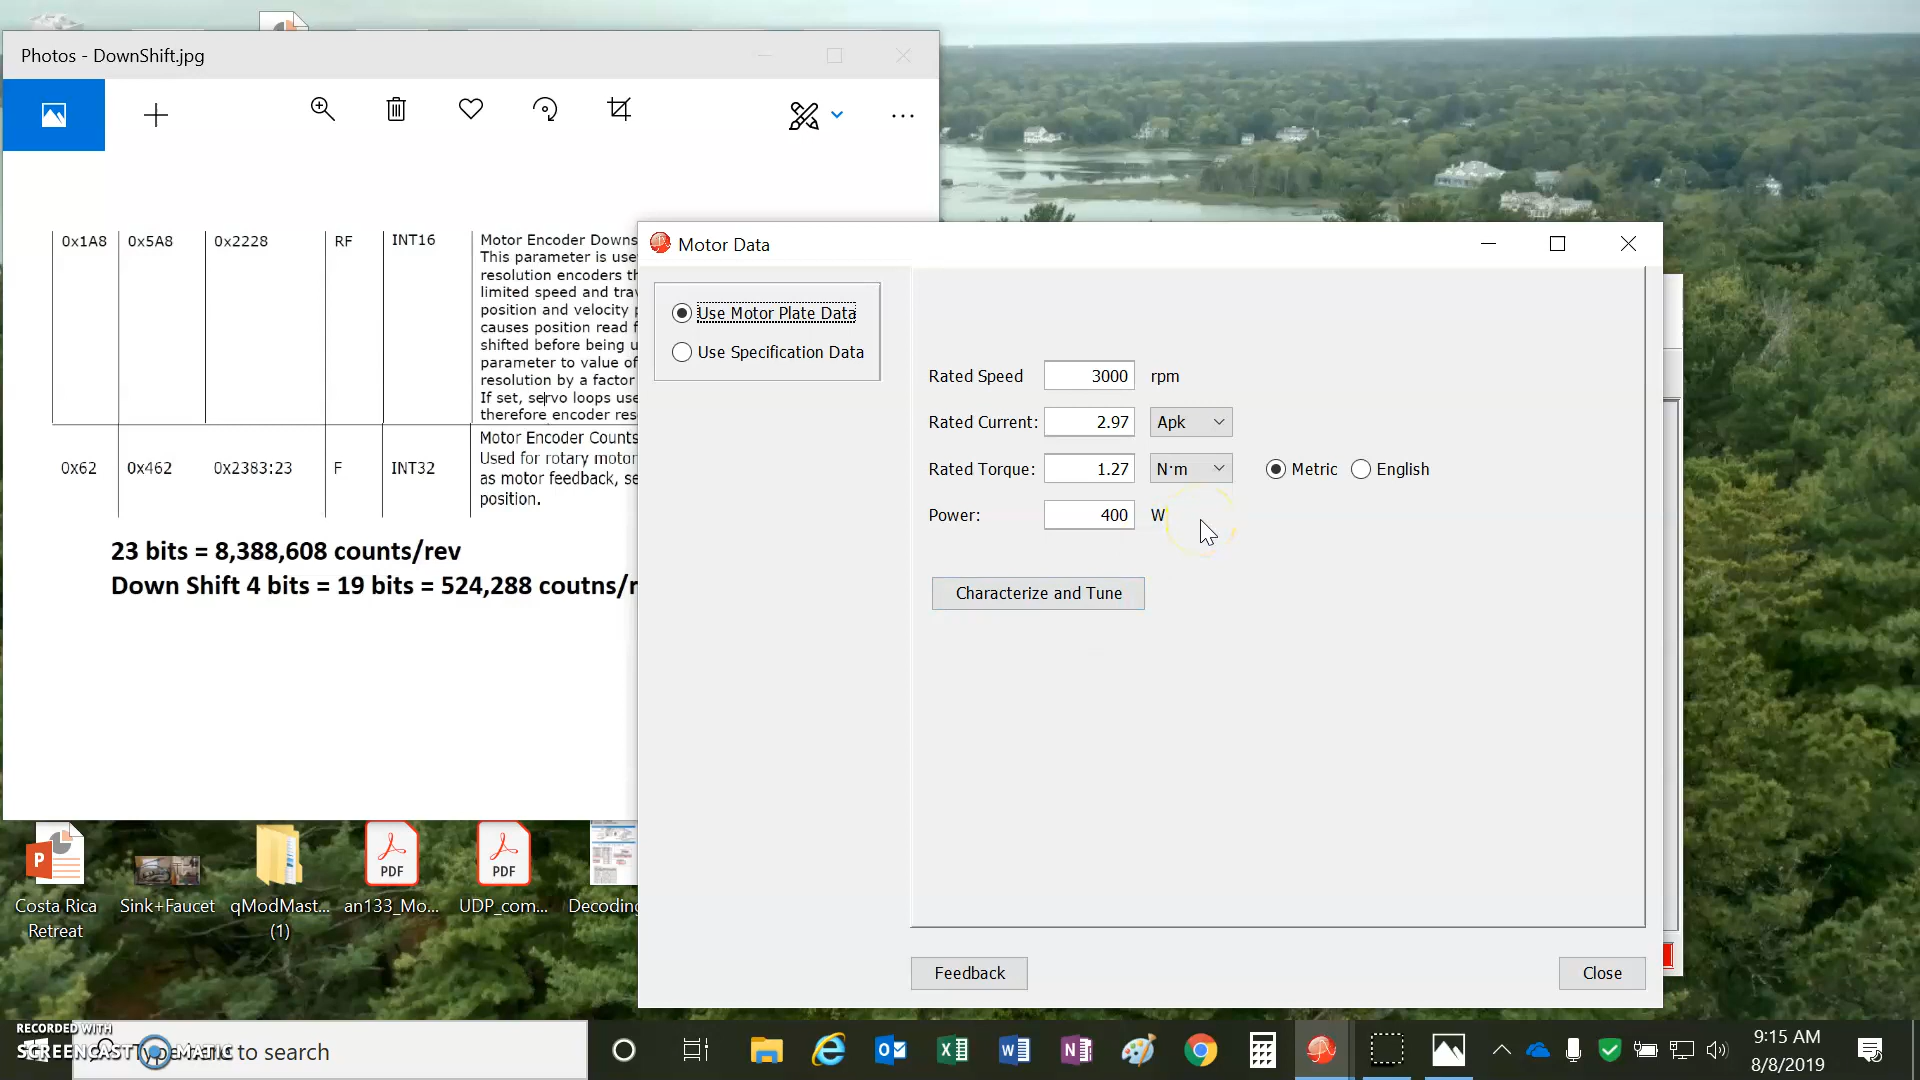 Photos - DownShift.jpg
0x1A8 0x5A8 0x2228 RF INT16 Motor Encoder Downs
This parameter is use
resolution encoders th
limited speed and trav
position and velocity p
causes position read f
shifted before being u
parameter to value of
resolution by a factor
If set, servo loops use
therefore encoder res
0x62 0x462 0x2383:23 F INT32 Motor Encoder Counts
Used for rotary motor
as motor feedback, se
position.
23 bits = 8,388,608 counts/rev
Down Shift 4 bits = 19 bits = 524,288 coutns/r
Motor Data
Use Motor Plate Data
Use Specification Data
Rated Speed 3000 rpm
Rated Current: 2.97 Apk
Rated Torque: 1.27 N·m Metric English
Power: 400 W
Characterize and Tune
Feedback Close
P
PDF
PDF
Costa Rica
Retreat
Sink+Faucet
qModMast...
(1)
an133_Mo...
UDP_com...
Decoding
RECORDED WITH
SCREENCAST MATIC
to search
9:15 AM
8/8/2019